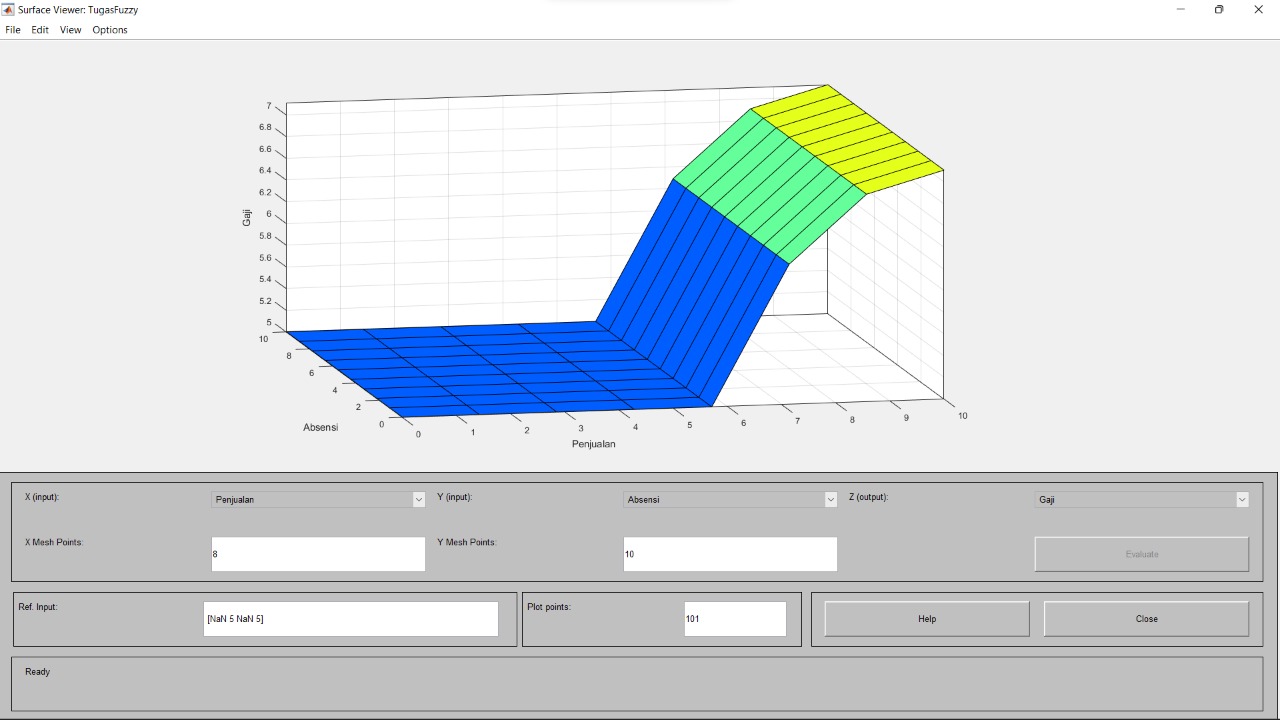 Surface Viewer: TugasFuzzy
File Edit View Options
7
6.8
6.6
6.4
6.2
6
5.8
5.6
5.4
5.2
5
Gaji
10
8
6
4
2
0
Absensi
0 1 2 3 4 5 6 7 8 9 10
Penjualan
X (input): Penjualan Y (input): Absensi Z (output): Gaji
X Mesh Points: 8 Y Mesh Points: 10 Evaluate
Ref. Input: [NaN 5 NaN 5] Plot points: 101 Help Close
Ready